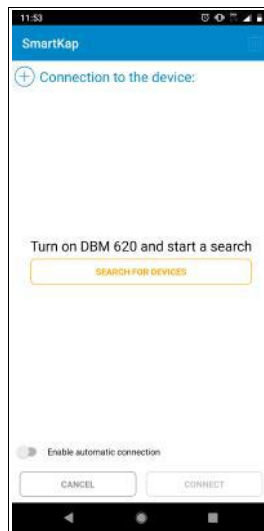 11:53
SmartKap
Connection to the device:
Turn on DBM 620 and start a search
SEARCH FOR DEVICES
Enable automatic connection
CANCEL
CONNECT